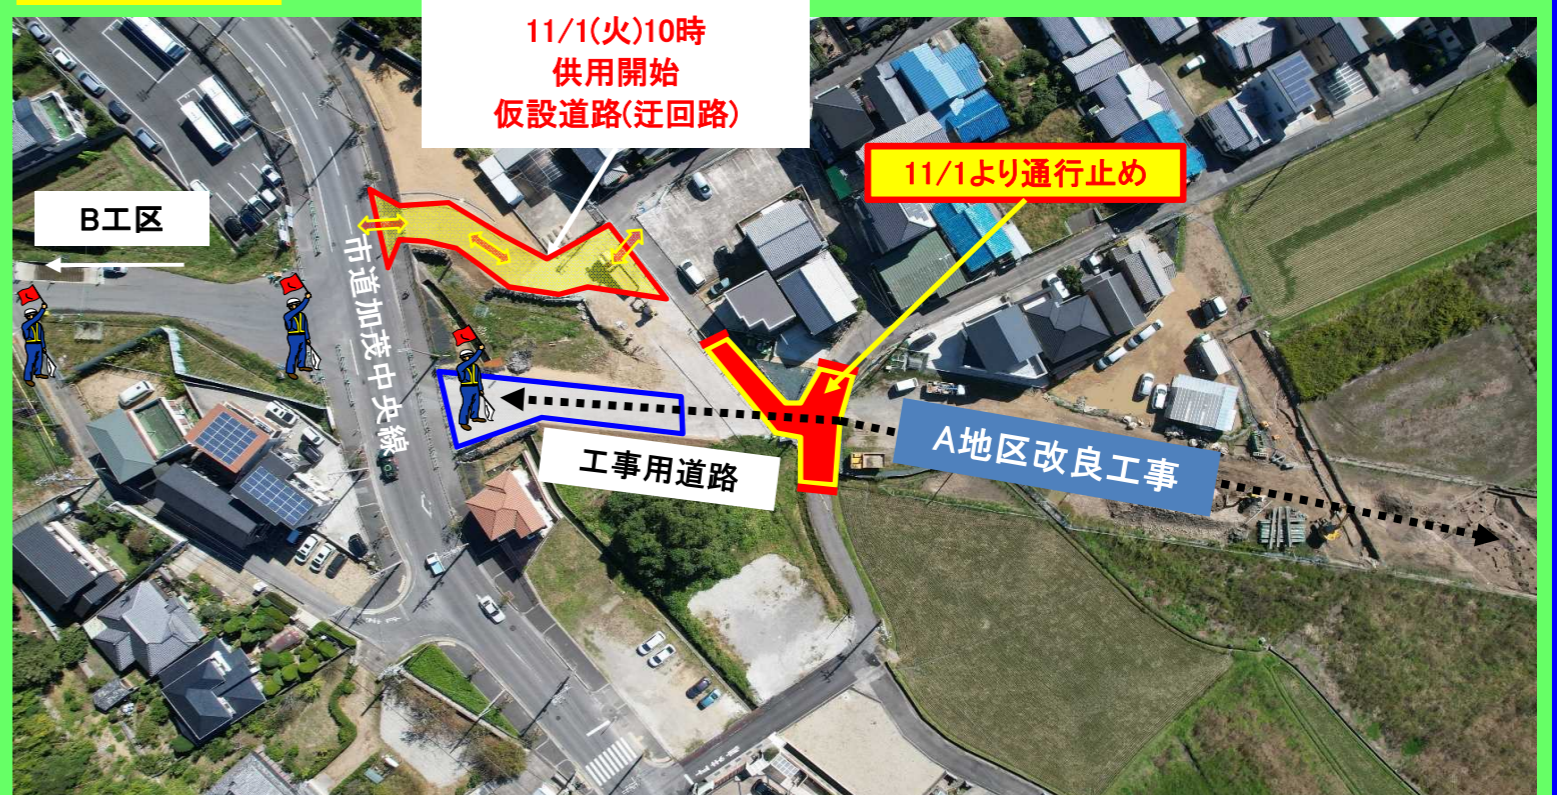 11/1(火)10時
供用開始
仮設道路(迂回路)
11/1より通行止め
B工区
市道加茂中央線
工事用道路
A地区改良工事